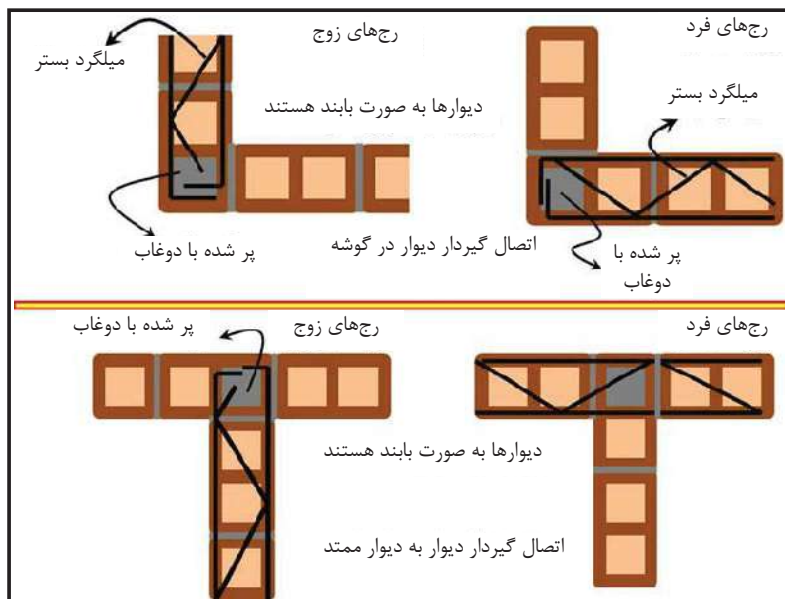 رج‌های فرد
رج‌های زوج
میلگرد بستر
میلگرد بستر
دیوارها به صورت بابند هستند
اتصال گیردار دیوار در گوشه
پر شده با دوغاب
پر شده با
دوغاب
رج‌های فرد
رج‌های زوج
پر شده با دوغاب
دیوارها به صورت بابند هستند
اتصال گیردار دیوار به دیوار ممتد